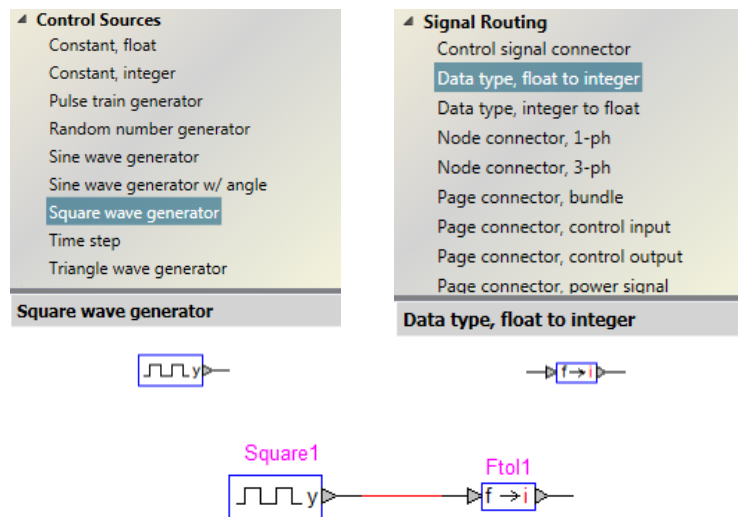 Control Sources
Constant, float
Constant, integer
Pulse train generator
Random number generator
Sine wave generator
Sine wave generator w/ angle
Square wave generator
Time step
Triangle wave generator
Square wave generator
y
Signal Routing
Control signal connector
Data type, float to integer
Data type, integer to float
Node connector, 1-ph
Node connector, 3-ph
Page connector, bundle
Page connector, control input
Page connector, control output
Page connector, power signal
Data type, float to integer
f→i
Square1
y
FtoI1
f→i